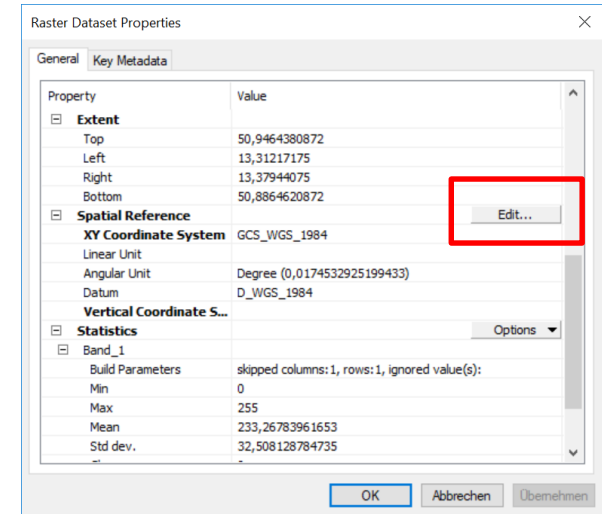 Raster Dataset Properties
General Key Metadata
Property Value
Extent
Top 50,9464380872
Left 13,31217175
Right 13,37944075
Bottom 50,8864620872
Spatial Reference Edit...
XY Coordinate System GCS_WGS_1984
Linear Unit
Angular Unit Degree (0,0174532925199433)
Datum D_WGS_1984
Vertical Coordinate S...
Statistics Options
Band_1
Build Parameters skipped columns:1, rows:1, ignored value(s):
Min 0
Max 255
Mean 233,26783961653
Std dev. 32,508128784735
OK Abbrechen Übernehmen